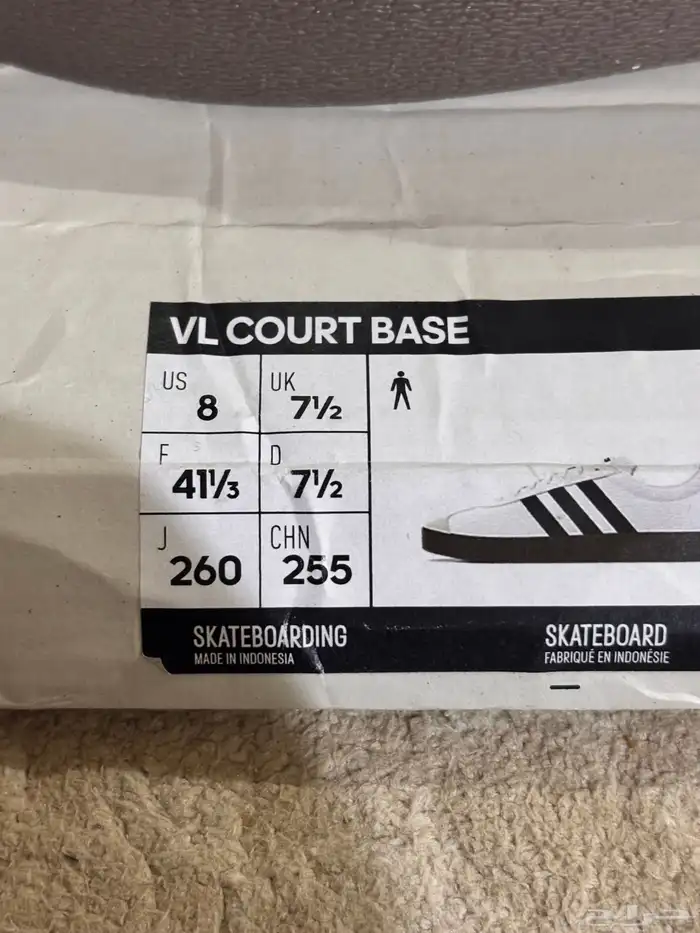 VL COURT BASE
US
8
UK
7½
F
41⅓
D
7½
J
260
CHN
255
SKATEBOARDING
MADE IN INDONESIA
SKATEBOARD
FABRIQUÉ EN INDONÉSIE
حراج